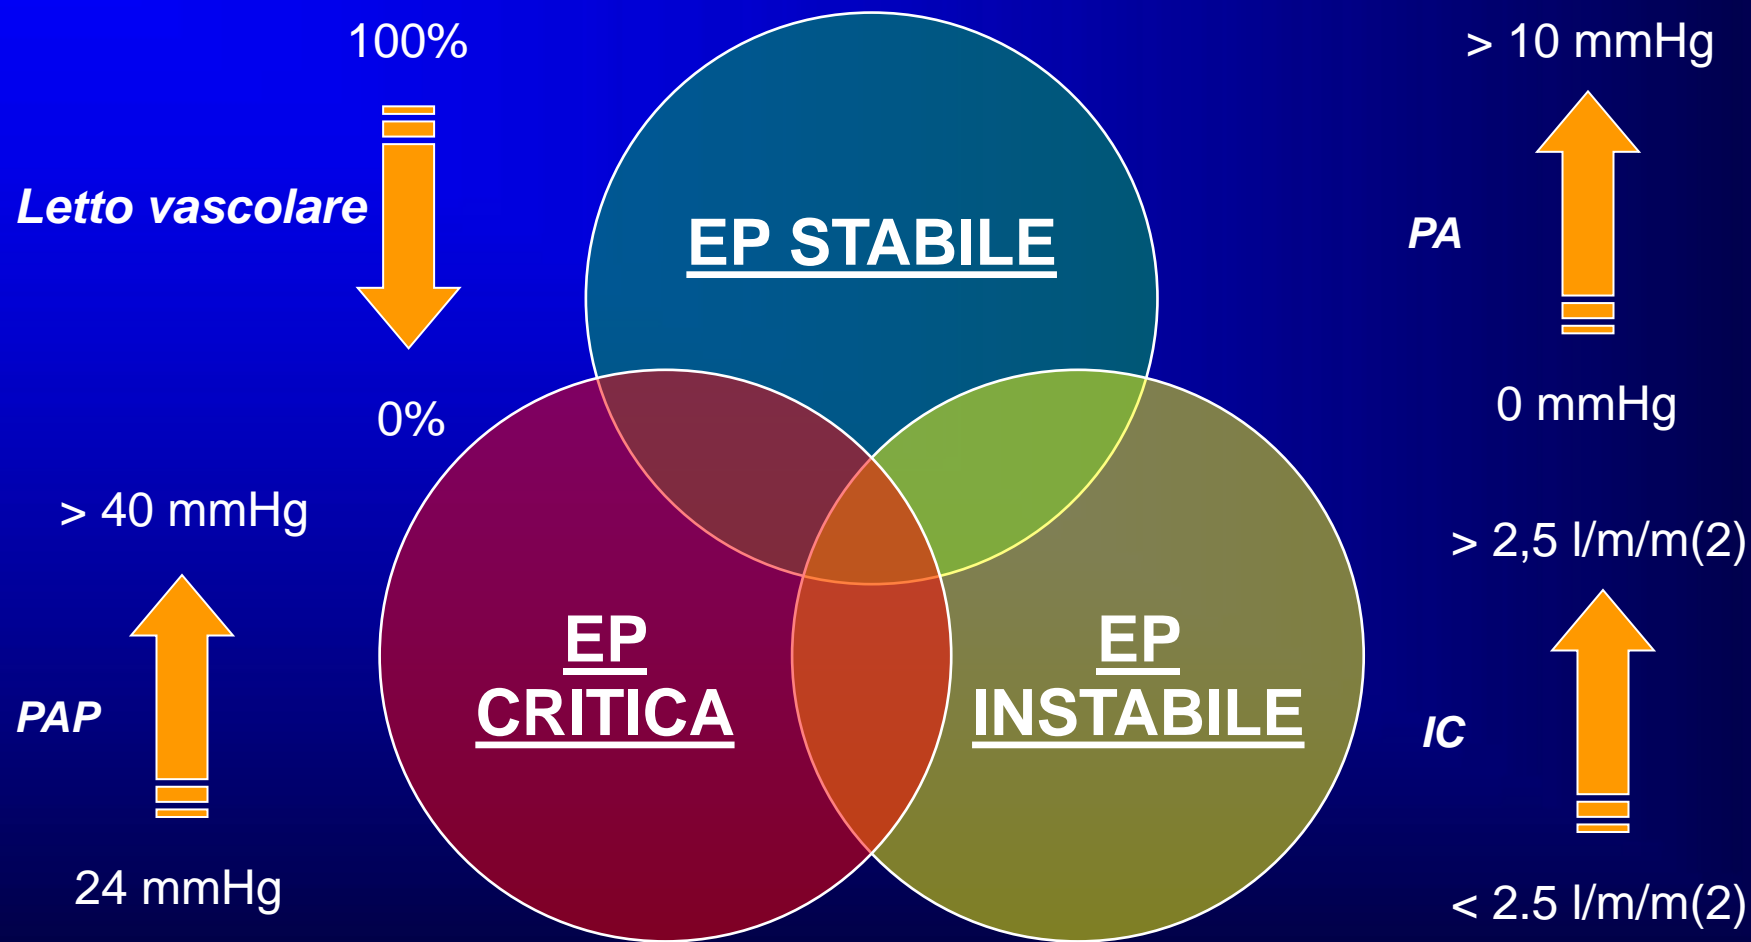 100%
Letto vascolare
0%
> 40 mmHg
PAP
24 mmHg
EP STABILE
EP
CRITICA
EP
INSTABILE
> 10 mmHg
PA
0 mmHg
> 2,5 l/m/m(2)
IC
< 2.5 l/m/m(2)